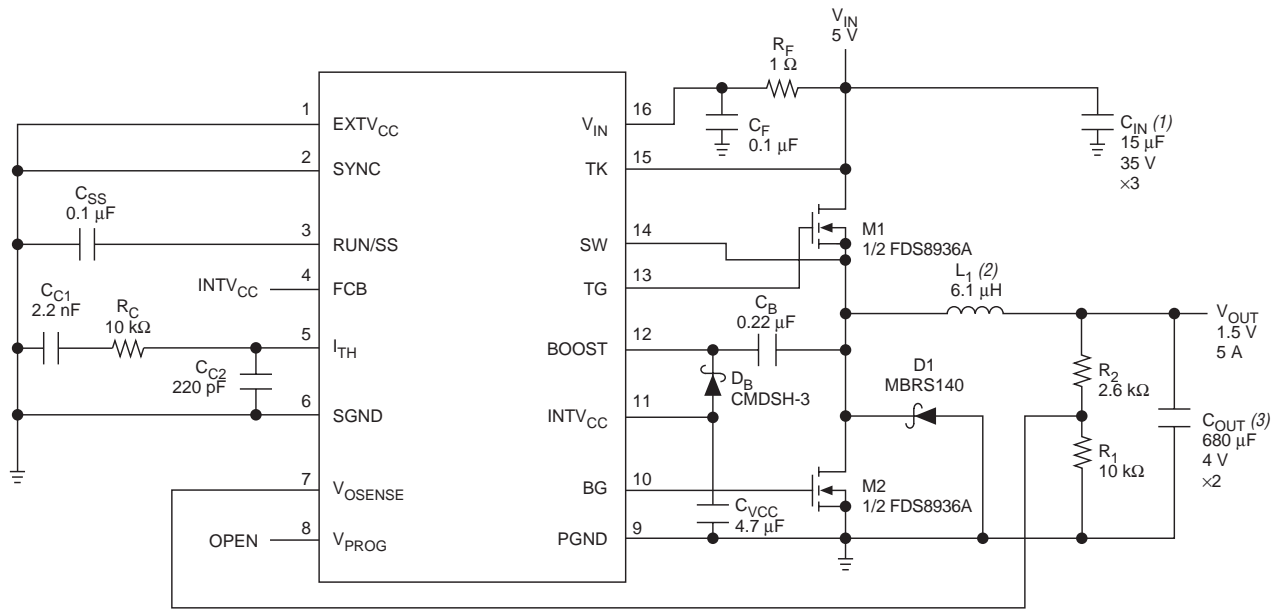 V_IN
5 V
R_F
1 Ω
C_F
0.1 μF
C_IN (1)
15 μF
35 V
×3
1
EXTV_CC
2
SYNC
C_SS
0.1 μF
3
RUN/SS
INTV_CC
4
FCB
C_C1
2.2 nF
R_C
10 kΩ
5
I_TH
C_C2
220 pF
6
SGND
7
V_OSENSE
OPEN
8
V_PROG
16
V_IN
15
TK
14
SW
13
TG
12
BOOST
11
INTV_CC
10
BG
9
PGND
M1
1/2 FDS8936A
L_1 (2)
6.1 μH
C_B
0.22 μF
D_B
CMDSH-3
D1
MBRS140
V_OUT
1.5 V
5 A
R_2
2.6 kΩ
R_1
10 kΩ
C_OUT (3)
680 μF
4 V
×2
M2
1/2 FDS8936A
C_VCC
4.7 μF